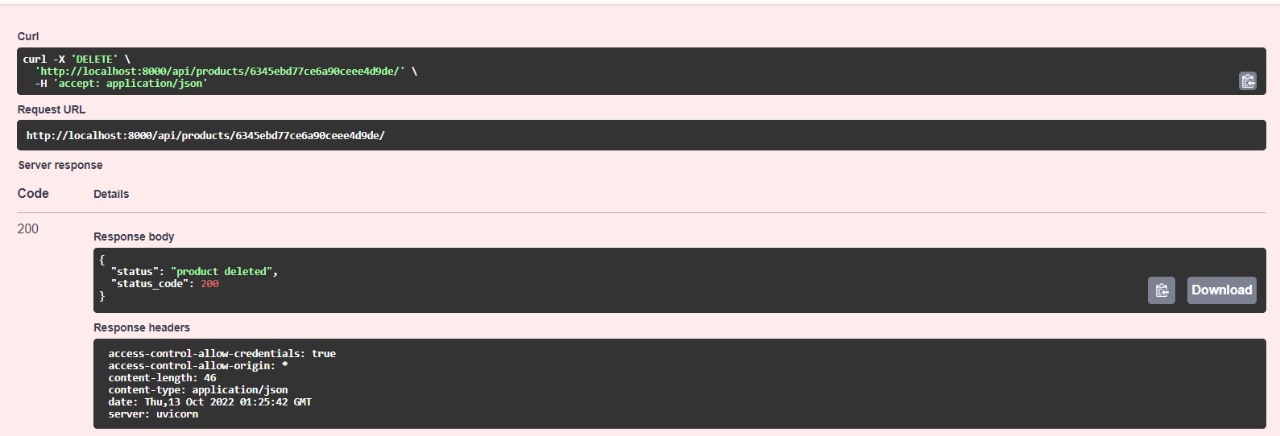 Curl
curl -X 'DELETE' \
'http://localhost:8000/api/products/6345ebd77ce6a90ceee4d9de/' \
-H 'accept: application/json'
Request URL
http://localhost:8000/api/products/6345ebd77ce6a90ceee4d9de/
Server response
Code Details
200
Response body
{
"status": "product deleted",
"status_code": 200
}
Download
Response headers
access-control-allow-credentials: true
access-control-allow-origin: *
content-length: 46
content-type: application/json
date: Thu,13 Oct 2022 01:25:42 GMT
server: uvicorn